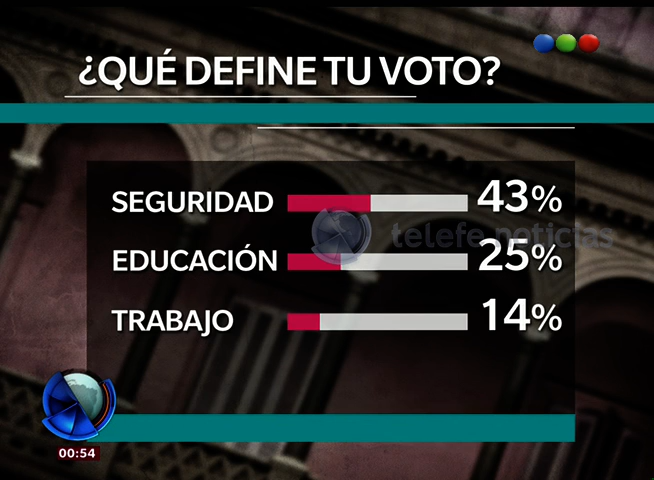 ¿QUÉ DEFINE TU VOTO?
SEGURIDAD 43%
telefe noticias
EDUCACIÓN 25%
TRABAJO 14%
00:54